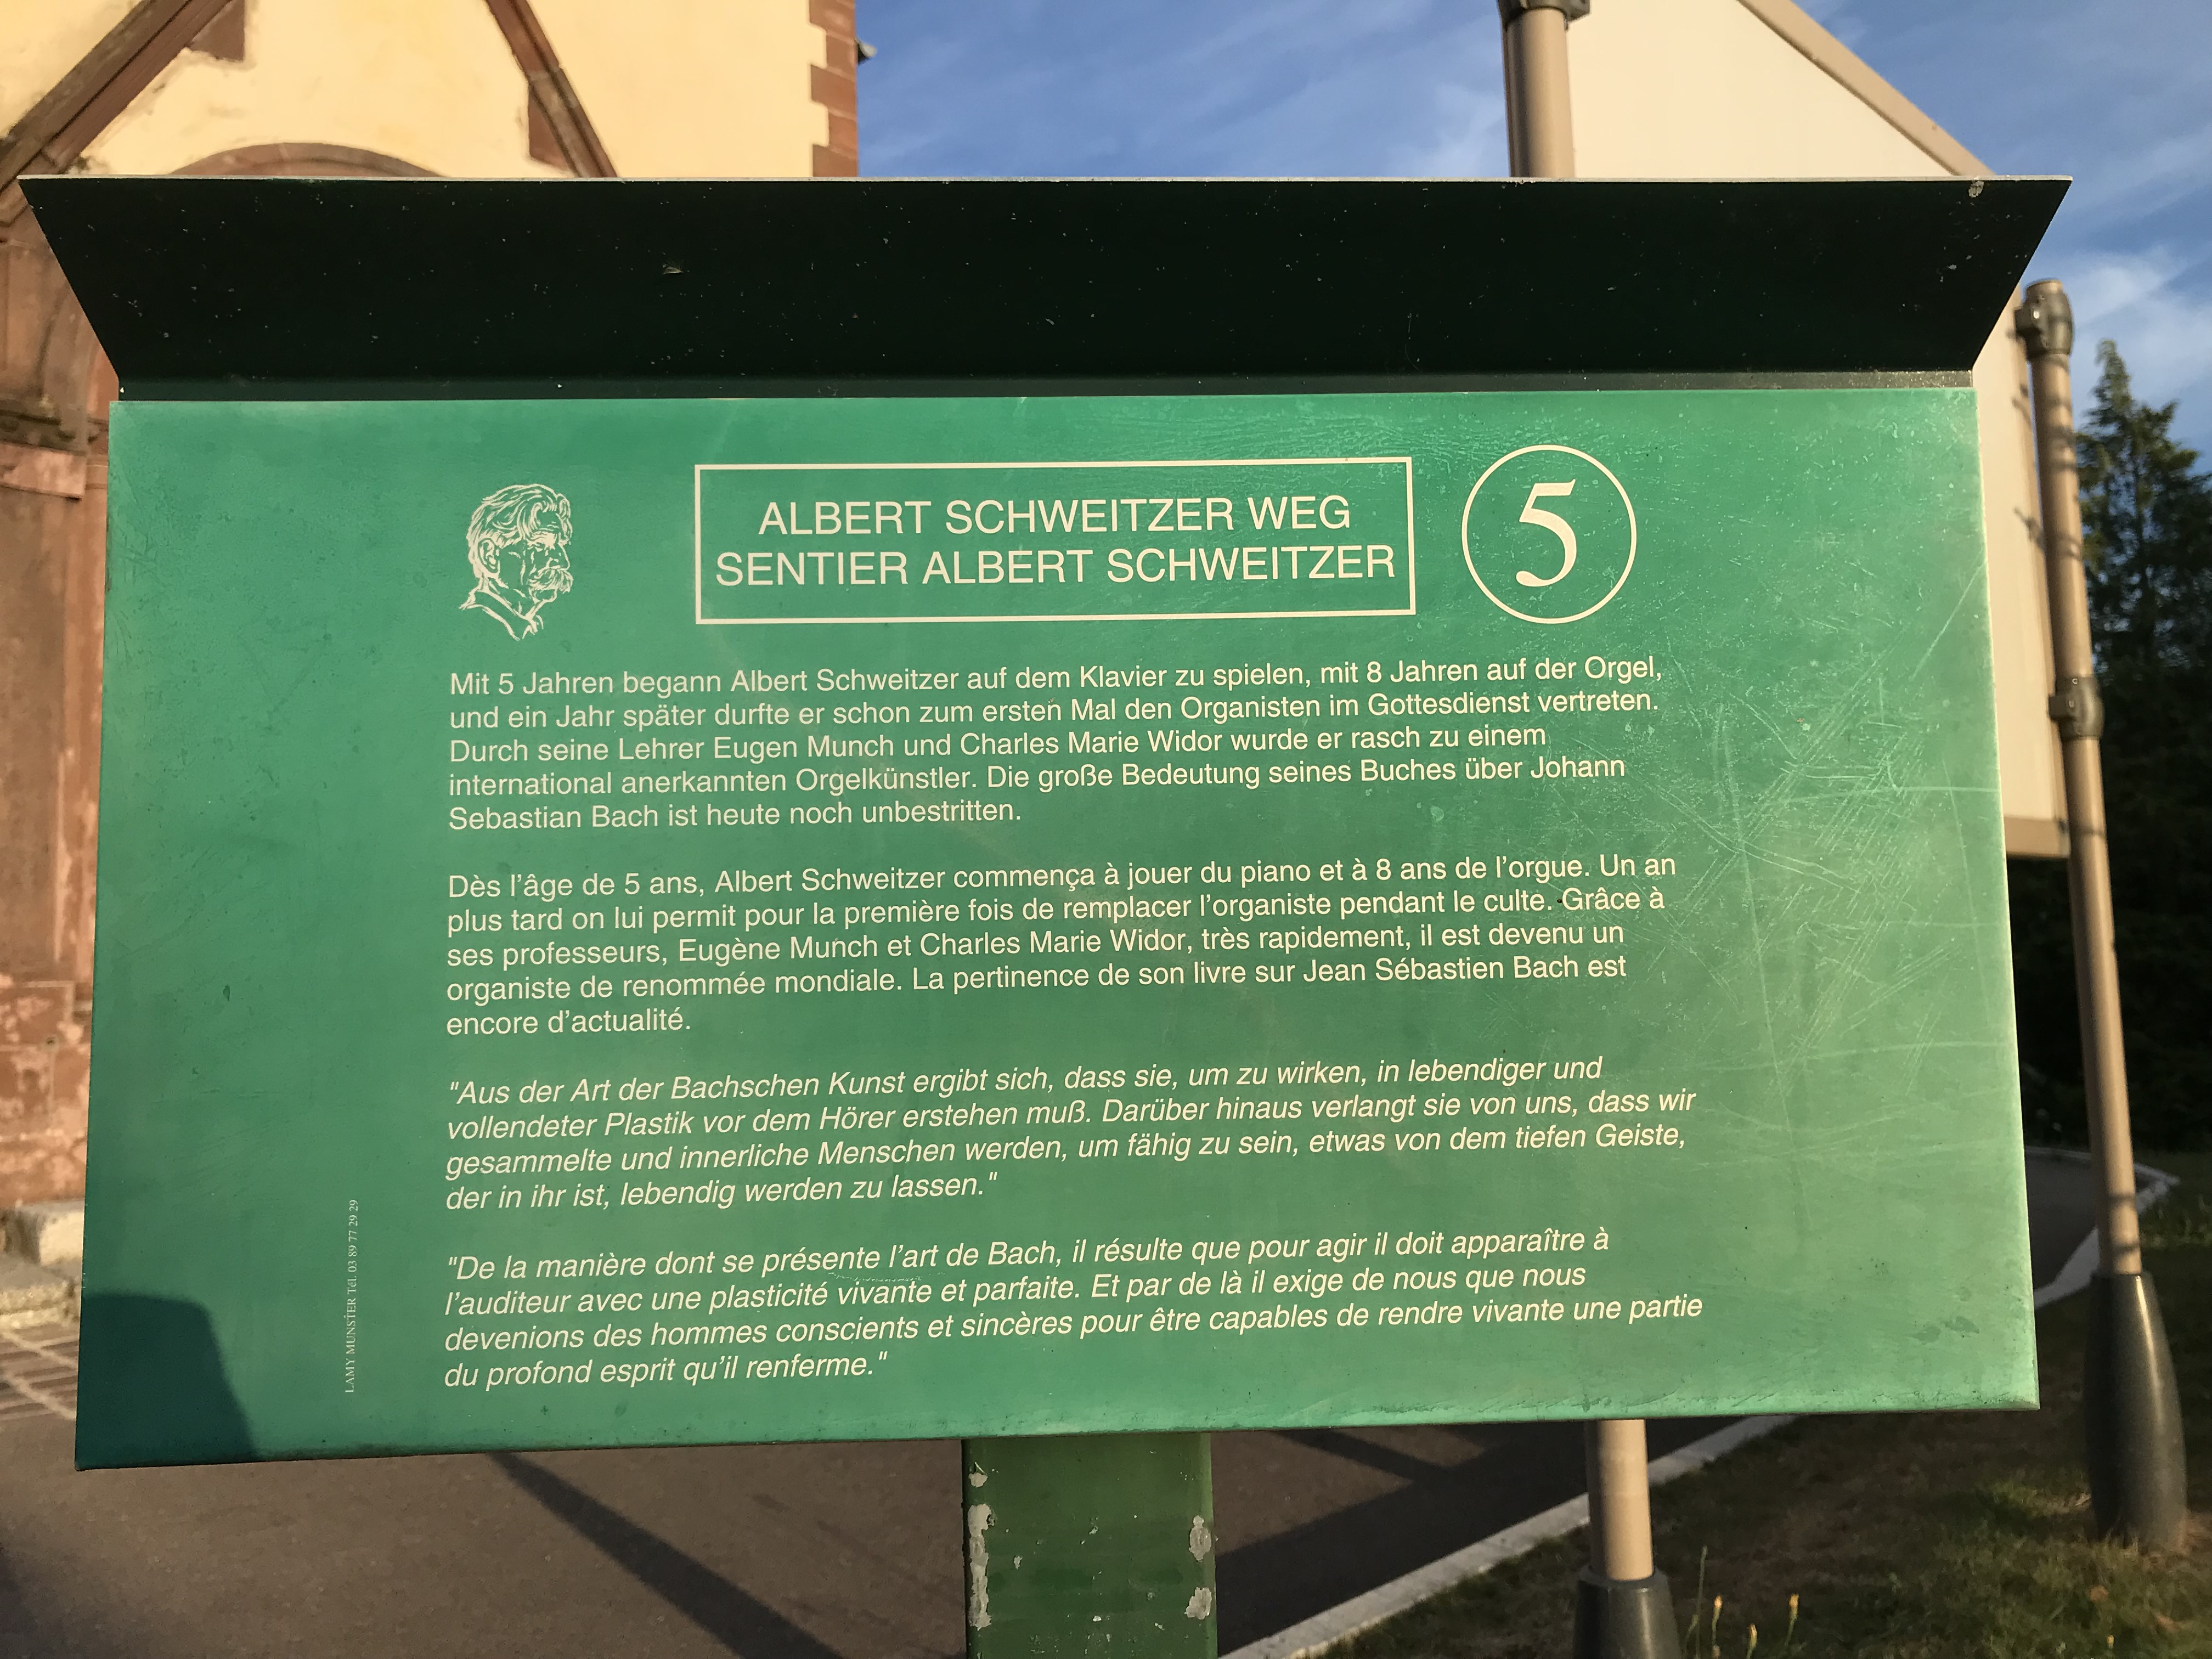 ALBERT SCHWEITZER WEG
SENTIER ALBERT SCHWEITZER
5
Mit 5 Jahren begann Albert Schweitzer auf dem Klavier zu spielen, mit 8 Jahren auf der Orgel,
und ein Jahr später durfte er schon zum ersten Mal den Organisten im Gottesdienst vertreten.
Durch seine Lehrer Eugen Munch und Charles Marie Widor wurde er rasch zu einem
international anerkannten Orgelkünstler. Die große Bedeutung seines Buches über Johann
Sebastian Bach ist heute noch unbestritten.
Dès l'âge de 5 ans, Albert Schweitzer commença à jouer du piano et à 8 ans de l'orgue. Un an
plus tard on lui permit pour la première fois de remplacer l'organiste pendant le culte. Grâce à
ses professeurs, Eugène Munch et Charles Marie Widor, très rapidement, il est devenu un
organiste de renommée mondiale. La pertinence de son livre sur Jean Sébastien Bach est
encore d'actualité.
"Aus der Art der Bachschen Kunst ergibt sich, dass sie, um zu wirken, in lebendiger und
vollendeter Plastik vor dem Hörer erstehen muß. Darüber hinaus verlangt sie von uns, dass wir
gesammelte und innerliche Menschen werden, um fähig zu sein, etwas von dem tiefen Geiste,
der in ihr ist, lebendig werden zu lassen."
"De la manière dont se présente l'art de Bach, il résulte que pour agir il doit apparaître à
l'auditeur avec une plasticité vivante et parfaite. Et par de là il exige de nous que nous
devenions des hommes conscients et sincères pour être capables de rendre vivante une partie
du profond esprit qu'il renferme."
LAMY MUNSTER Tél. 03 89 77 29 29